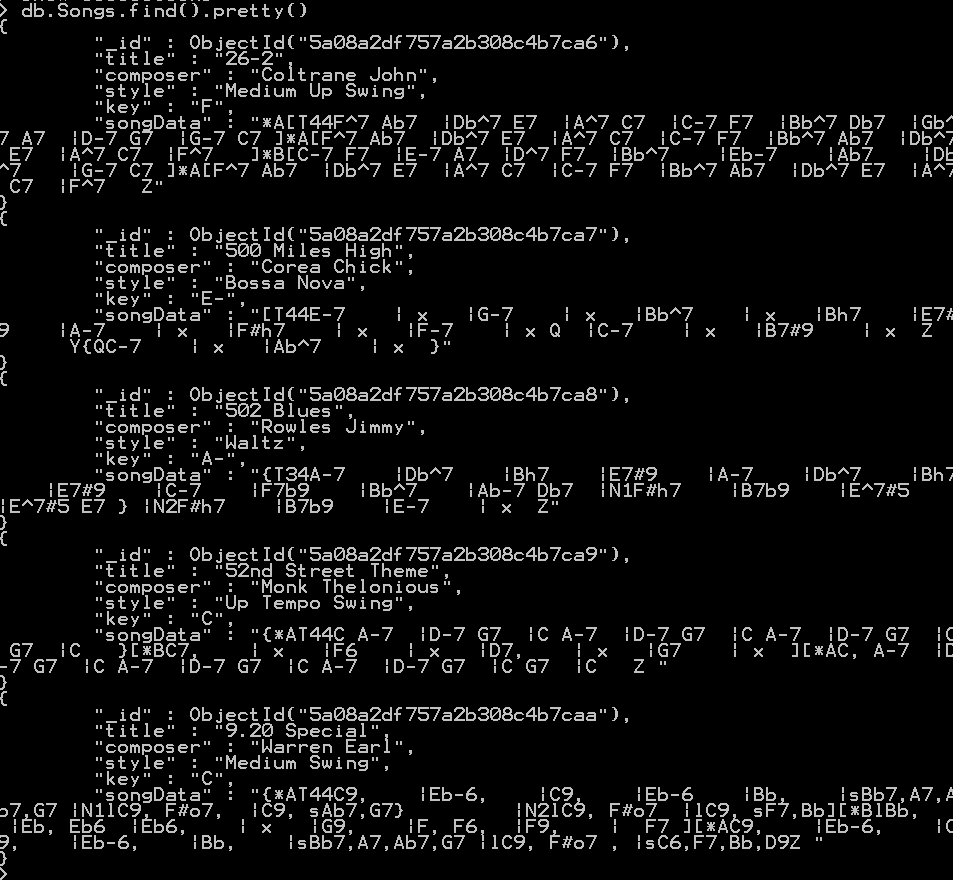 > db.Songs.find().pretty()
{
"_id" : ObjectId("5a08a2df757a2b308c4b7ca6"),
"title" : "26-2",
"composer" : "Coltrane John",
"style" : "Medium Up Swing",
"key" : "F",
"songData" : "*A[T44F^7 Ab7 |Db^7 E7 |A^7 C7 |C-7 F7 |Bb^7 Db7 |Gb^
7 A7 |D-7 G7 |G-7 C7 ]*A[F^7 Ab7 |Db^7 E7 |A^7 C7 |C-7 F7 |Bb^7 Ab7 |Db^
E7 |A^7 C7 |F^7 ]*B[C-7 F7 |E-7 A7 |D^7 F7 |Bb^7 |Eb-7 |Ab7 |Db
^7 |G-7 C7 ]*A[F^7 Ab7 |Db^7 E7 |A^7 C7 |C-7 F7 |Bb^7 Ab7 |Db^7 E7 |A^7
C7 |F^7 Z"
}
{
"_id" : ObjectId("5a08a2df757a2b308c4b7ca7"),
"title" : "500 Miles High",
"composer" : "Corea Chick",
"style" : "Bossa Nova",
"key" : "E-",
"songData" : "[T44E-7 | x |G-7 | x |Bb^7 | x |Bh7 |E7#
9 |A-7 | x |F#h7 | x |F-7 | x Q |C-7 | x |B7#9 | x Z
Y{QC-7 | x |Ab^7 | x }"
}
{
"_id" : ObjectId("5a08a2df757a2b308c4b7ca8"),
"title" : "502 Blues",
"composer" : "Rowles Jimmy",
"style" : "Waltz",
"key" : "A-",
"songData" : "{T34A-7 |Db^7 |Bh7 |E7#9 |A-7 |Db^7 |Bh7
|E7#9 |C-7 |F7b9 |Bb^7 |Ab-7 Db7 |N1F#h7 |B7b9 |E^7#5
|E^7#5 E7 } |N2F#h7 |B7b9 |E-7 | x Z"
}
{
"_id" : ObjectId("5a08a2df757a2b308c4b7ca9"),
"title" : "52nd Street Theme",
"composer" : "Monk Thelonious",
"style" : "Up Tempo Swing",
"key" : "C",
"songData" : "{*AT44C A-7 |D-7 G7 |C A-7 |D-7 G7 |C A-7 |D-7 G7 |C
G7 |C }[*BC7, | x |F6 | x |D7, | x |G7 | x ][*AC, A-7 |D
-7 G7 |C A-7 |D-7 G7 |C A-7 |D-7 G7 |C G7 |C Z "
}
{
"_id" : ObjectId("5a08a2df757a2b308c4b7caa"),
"title" : "9.20 Special",
"composer" : "Warren Earl",
"style" : "Medium Swing",
"key" : "C",
"songData" : "{*AT44C9, |Eb-6, |C9, |Eb-6 |Bb, |sBb7,A7,A
b7,G7 |N1lC9, F#o7, |C9, sAb7,G7} |N2lC9, F#o7 |lC9, sF7,Bb][*BlBb,
|Eb, Eb6 |Eb6, | x |G9, |F, F6, |F9, | F7 ][*AC9, |Eb-6, |C
9, |Eb-6, |Bb, |sBb7,A7,Ab7,G7 |lC9, F#o7 , |sC6,F7,Bb,D9Z "
}
>